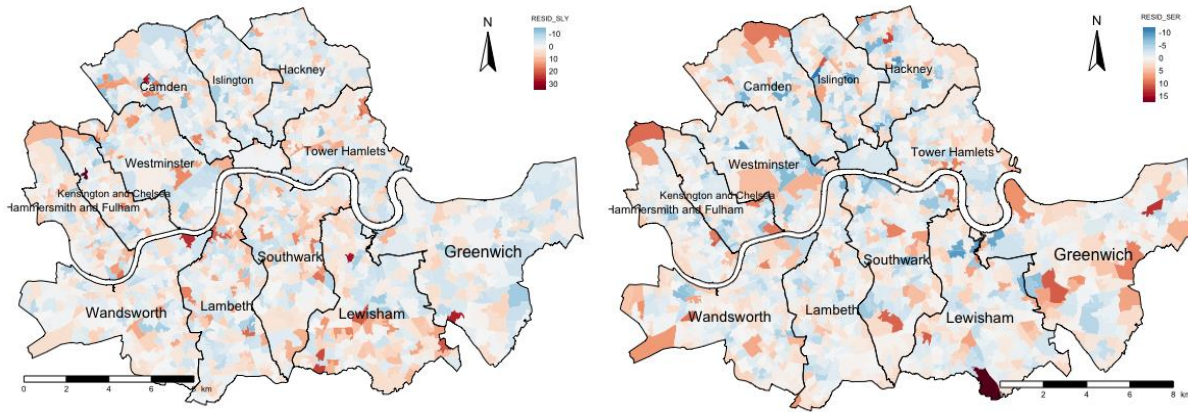 RESID_SLY
-10
0
10
20
30
N
Camden
Islington
Hackney
Westminster
Tower Hamlets
Kensington and Chelsea
Hammersmith and Fulham
Greenwich
Southwark
Wandsworth
Lambeth
Lewisham
0 2 4 6 8 km
RESID_SER
-10
-5
0
5
10
15
N
Camden
Islington
Hackney
Westminster
Tower Hamlets
Kensington and Chelsea
Hammersmith and Fulham
Greenwich
Southwark
Wandsworth
Lambeth
Lewisham
0 2 4 6 8 km